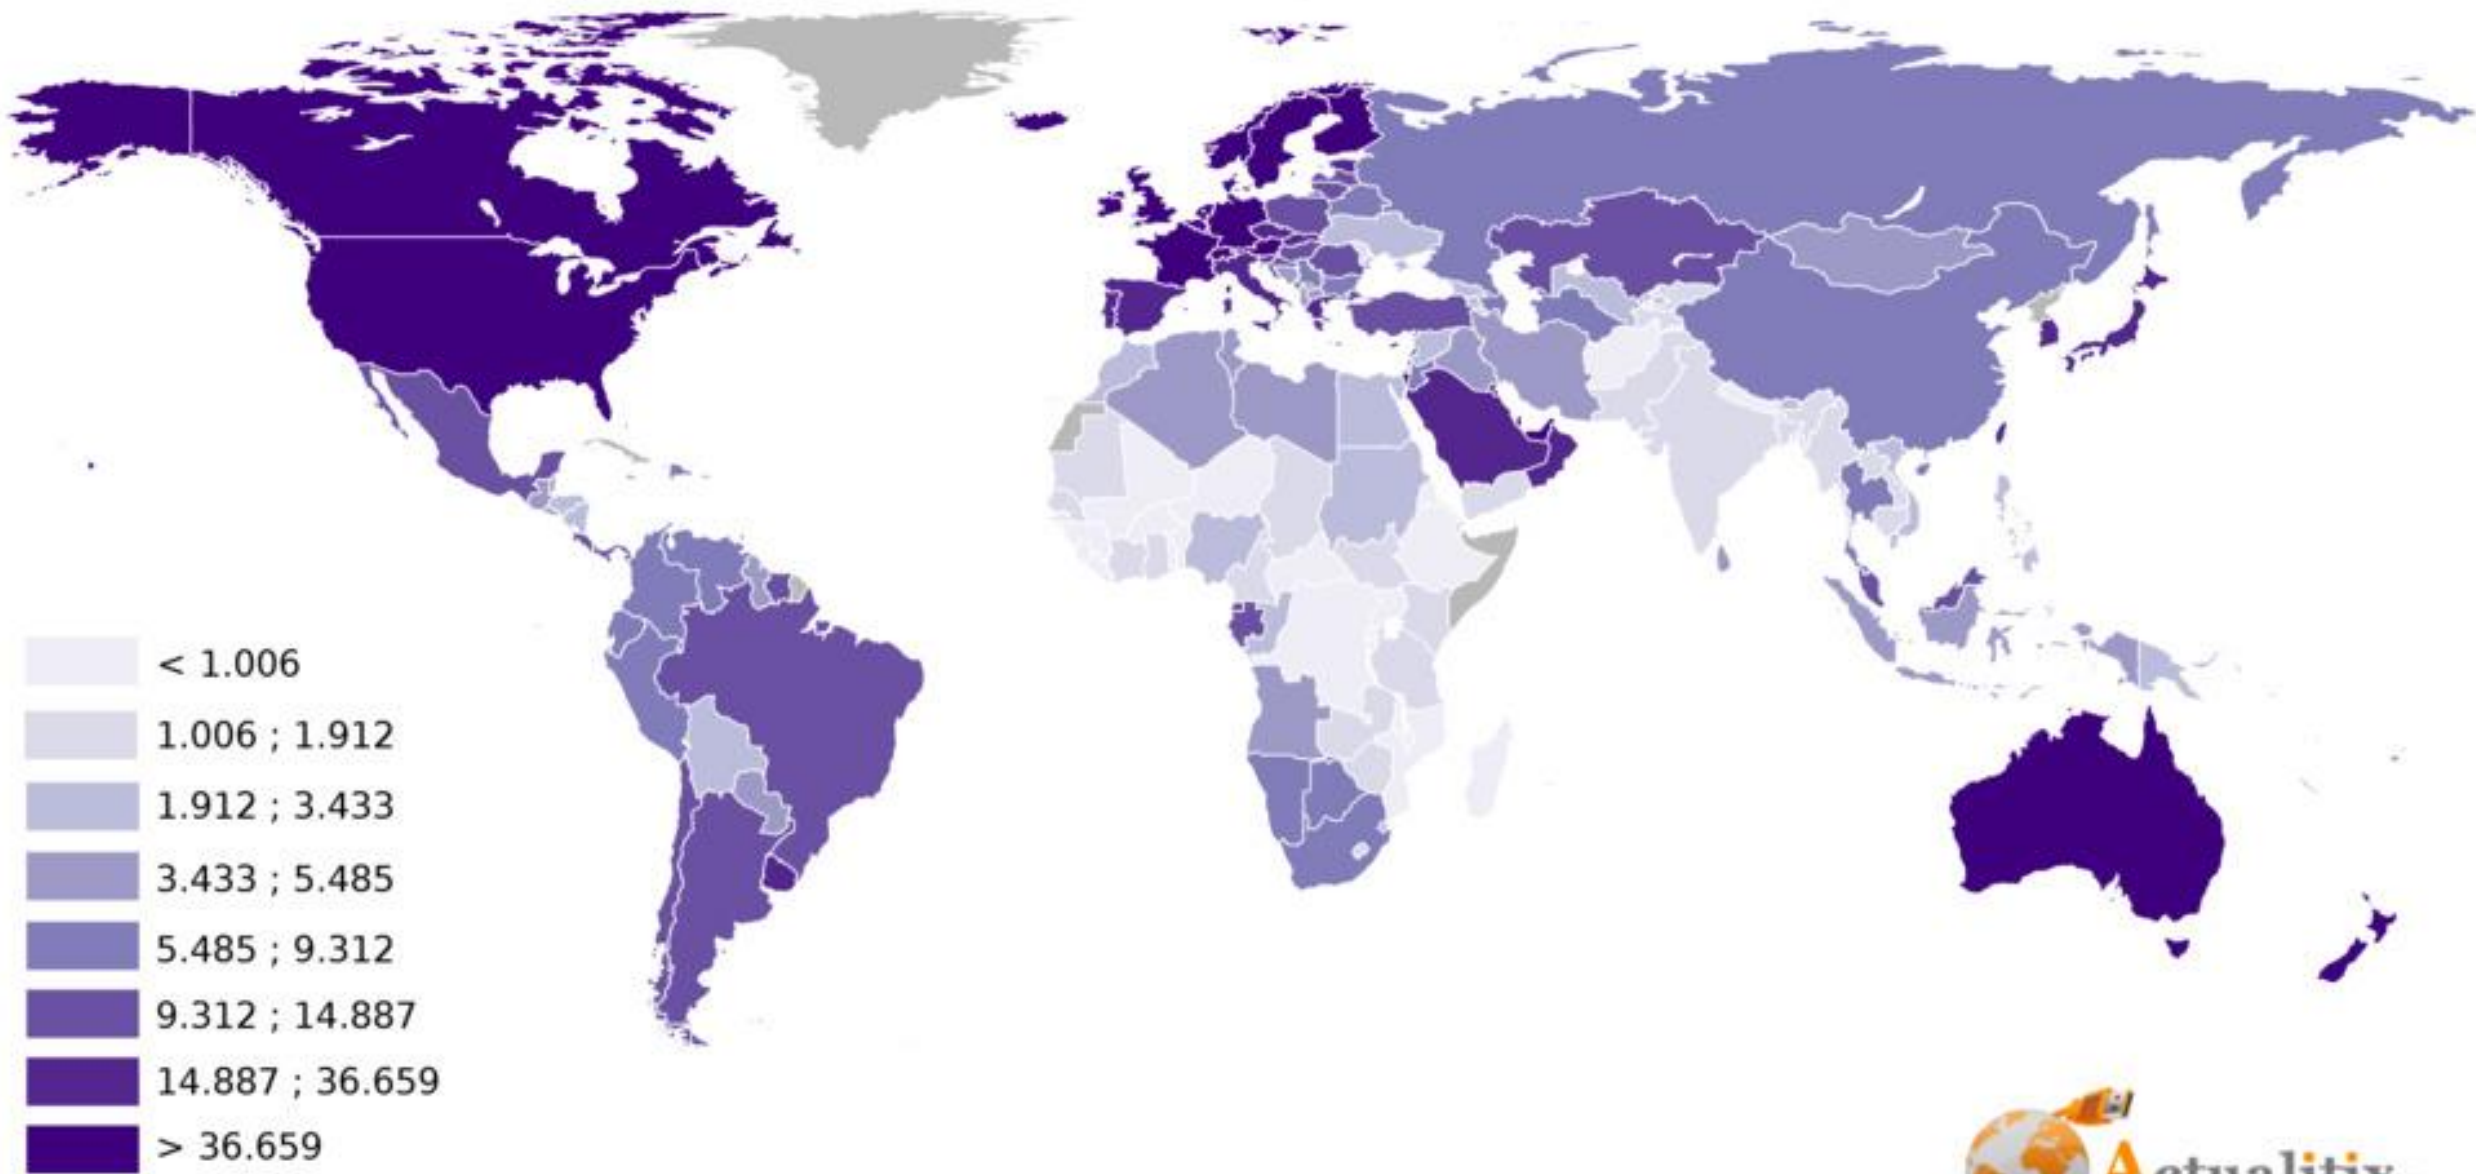 < 1.006
1.006 ; 1.912
1.912 ; 3.433
3.433 ; 5.485
5.485 ; 9.312
9.312 ; 14.887
14.887 ; 36.659
> 36.659
Actualitix